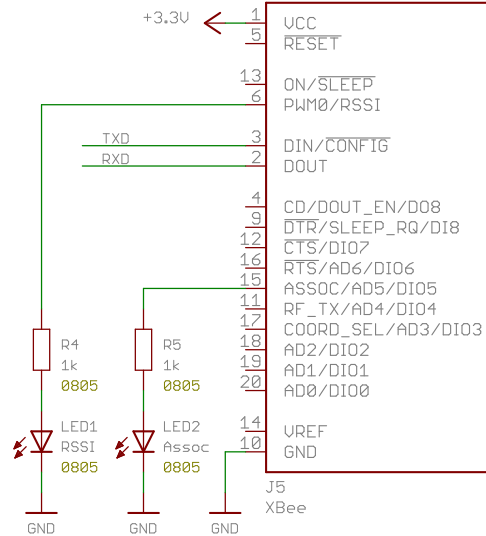 +3.3V
1 VCC
5 RESET
13 ON/SLEEP
6 PWM0/RSSI
TXD 3 DIN/CONFIG
RXD 2 DOUT
4 CD/DOUT_EN/DO8
9 DTR/SLEEP_RQ/DI8
12 CTS/DIO7
16 RTS/AD6/DIO6
15 ASSOC/AD5/DIO5
11 RF_TX/AD4/DIO4
17 COORD_SEL/AD3/DIO3
18 AD2/DIO2
19 AD1/DIO1
20 AD0/DIO0
14 VREF
10 GND
R4
1k
0805
R5
1k
0805
LED1
RSSI
0805
LED2
Assoc
0805
J5
XBee
GND GND GND